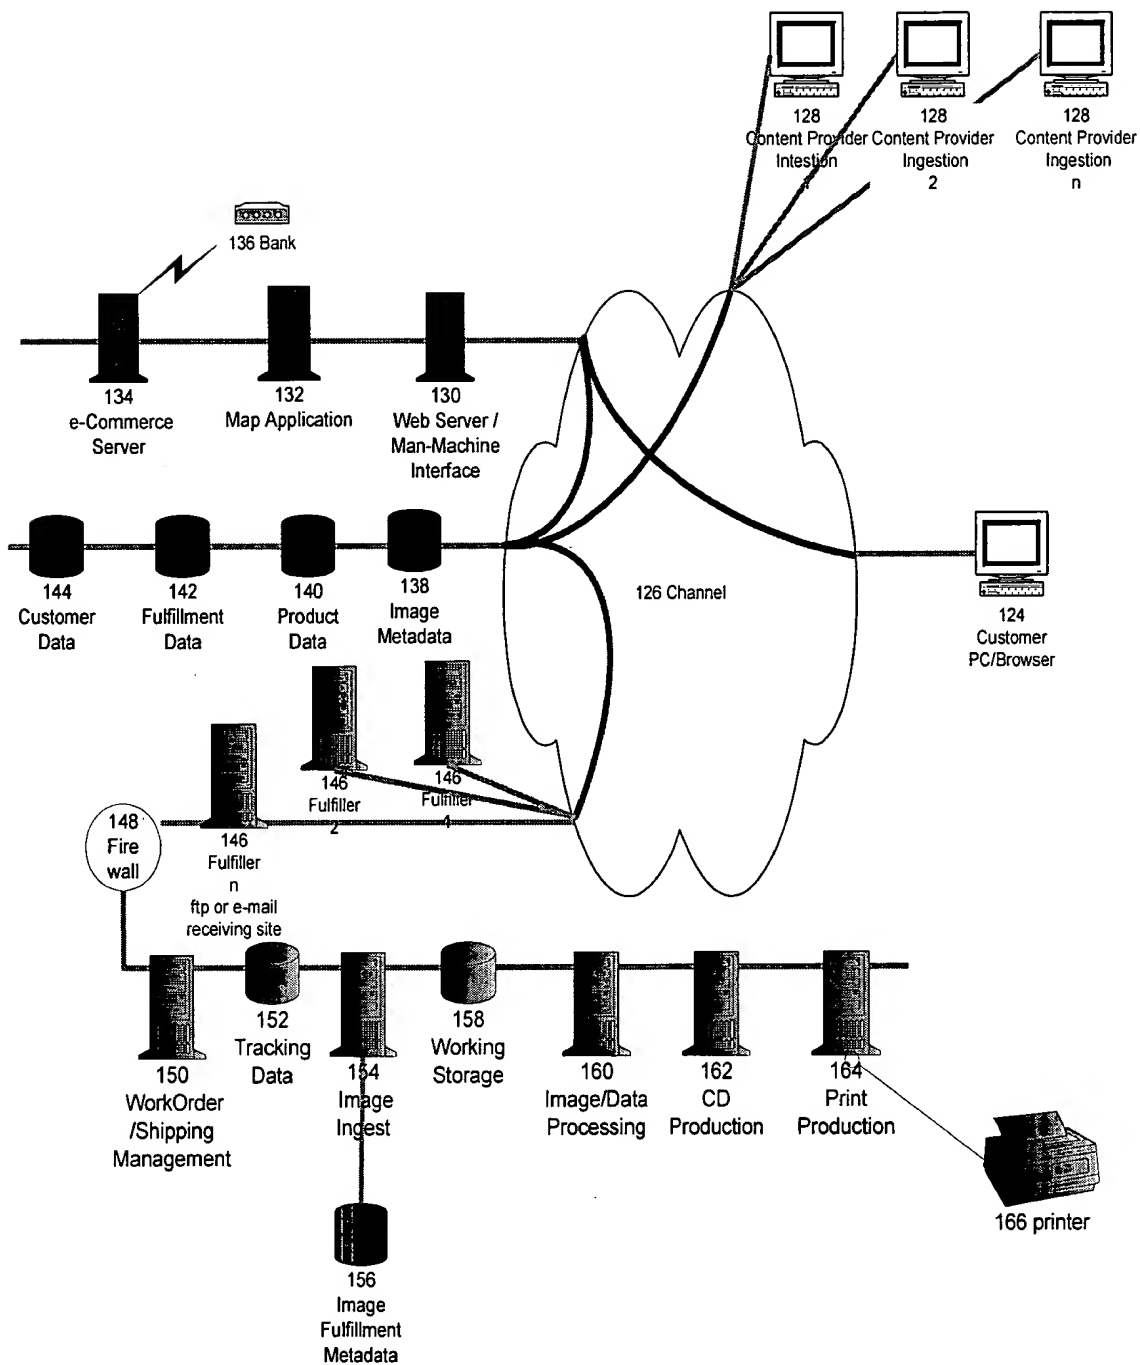 128
Content Provider
Intestion
1
128
Content Provider
Ingestion
2
128
Content Provider
Ingestion
n
136 Bank
134
e-Commerce
Server
132
Map Application
130
Web Server /
Man-Machine
Interface
144
Customer
Data
142
Fulfillment
Data
140
Product
Data
138
Image
Metadata
126 Channel
124
Customer
PC/Browser
146
Fulfiller
2
146
Fulfiller
4
148
Fire
wall
146
Fulfiller
n
ftp or e-mail
receiving site
150
WorkOrder
/Shipping
Management
152
Tracking
Data
154
Image
Ingest
158
Working
Storage
160
Image/Data
Processing
162
CD
Production
164
Print
Production
166 printer
156
Image
Fulfillment
Metadata